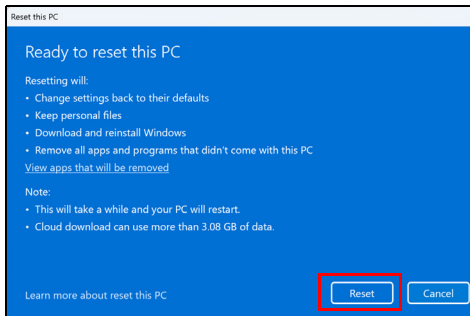 Reset this PC
Ready to reset this PC
Resetting will:
• Change settings back to their defaults
• Keep personal files
• Download and reinstall Windows
• Remove all apps and programs that didn't come with this PC
View apps that will be removed
Note:
• This will take a while and your PC will restart.
• Cloud download can use more than 3.08 GB of data.
Learn more about reset this PC
Reset
Cancel